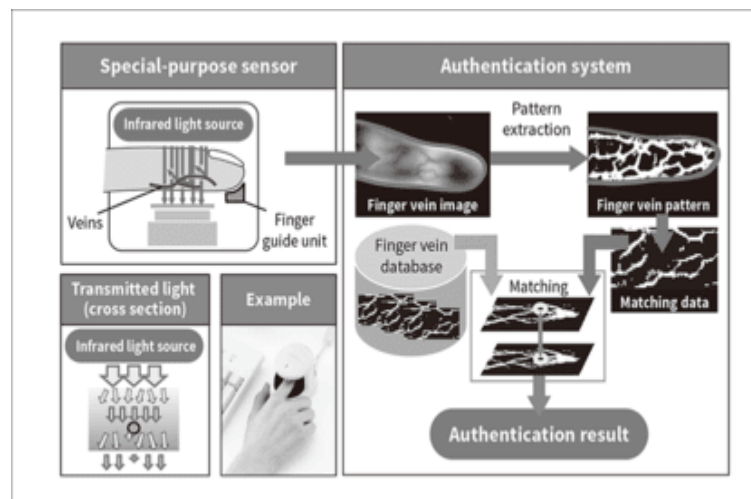 Special-purpose sensor
Infrared light source
Veins
Finger
guide unit
Transmitted light
(cross section)
Infrared light source
Example
Authentication system
Pattern
extraction
Finger vein image
Finger vein pattern
Finger vein
database
Matching
Matching data
Authentication result